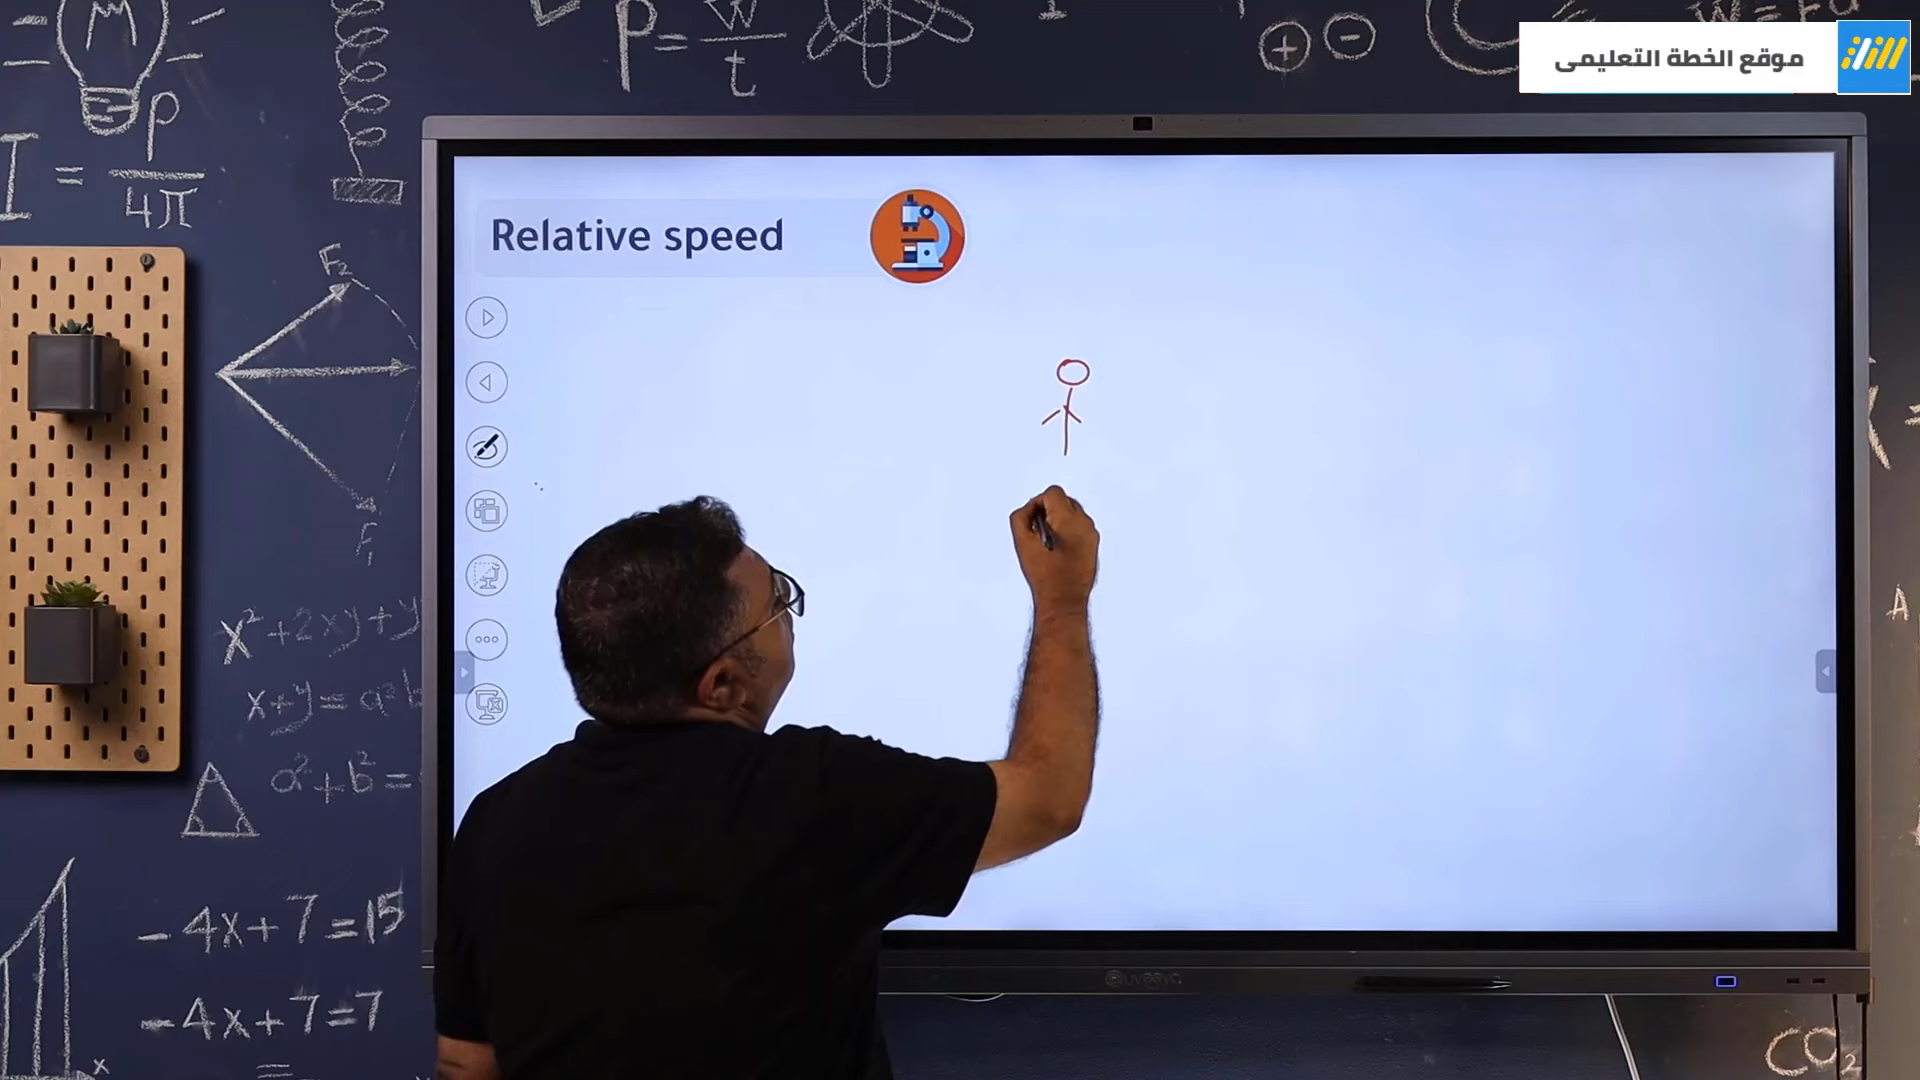 P = W / t
موقع الخطة التعليمى
P
I = / 4π
Relative speed
F₂
F₁
x² + 2xy + y
x + y = a² b
a² + b² =
A
-4x + 7 = 15
-4x + 7 = 7
=
x
CO₂